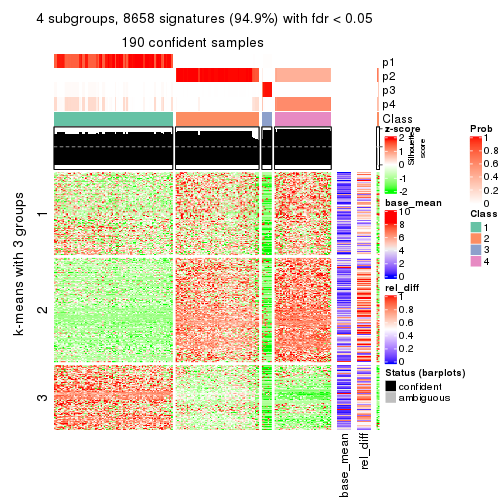 4 subgroups, 8658 signatures (94.9%) with fdr < 0.05
190 confident samples
p1
p2
p3
p4
Class
z-score
2
1
0
-1
-2
Silhouette
score
base_mean
10
8
6
4
2
0
rel_diff
1
0.8
0.6
0.4
0.2
0
Status (barplots)
confident
ambiguous
Prob
1
0.8
0.6
0.4
0.2
0
Class
1
2
3
4
k-means with 3 groups
1
2
3
base_mean
rel_diff